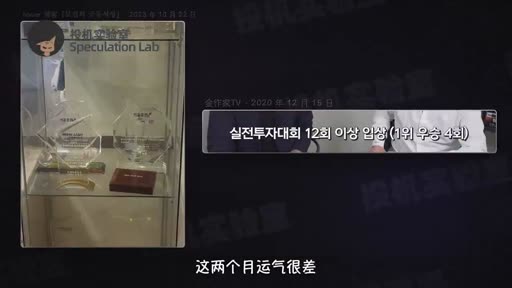 投机实验室
Speculation Lab
金作家TV · 2020 年 12 月 15 日
실전투자대회 12회 이상 입상 (1위 우승 4회)
这两个月运气很差